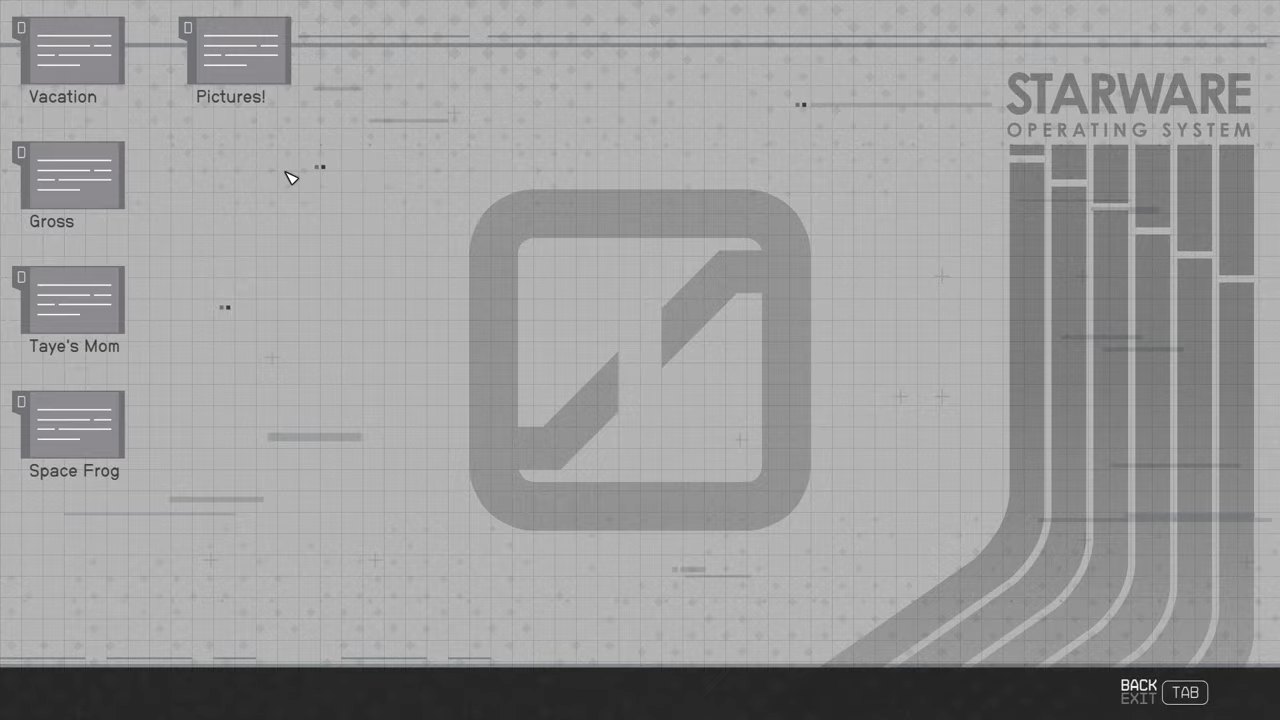 Vacation
Pictures!
Gross
Taye's Mom
Space Frog
STARWARE
OPERATING SYSTEM
BACK
EXIT
TAB